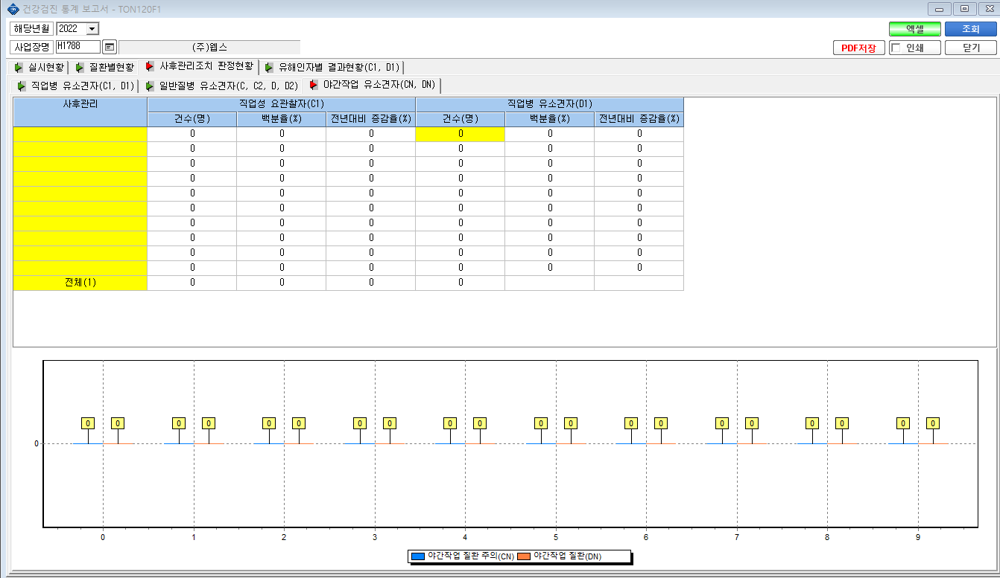 건강검진 통계 보고서 - TON120F1
해당년월 2022 엑셀 조회
사업장명 H1788 (주)웹스 PDF저장 인쇄 닫기
실시현황 질환별현황 사후관리조치 판정현황 유해인자별 결과현황(C1, D1)
직업병 유소견자(C1, D1) 일반질병 유소견자(C, C2, D, D2) 야간작업 유소견자(CN, DN)
사후관리 직업성 요관찰자(C1) 직업병 유소견자(D1)
건수(명) 백분율(%) 전년대비 증감율(%) 건수(명) 백분율(%) 전년대비 증감율(%)
0 0 0 0 0 0
0 0 0 0 0 0
0 0 0 0 0 0
0 0 0 0 0 0
0 0 0 0 0 0
0 0 0 0 0 0
0 0 0 0 0 0
0 0 0 0 0 0
0 0 0 0 0 0
0 0 0 0 0 0
전체(1) 0 0 0 0
0 0 0 0 0 0 0 0 0 0 0 0 0 0 0 0 0 0 0 0
0
0 1 2 3 4 5 6 7 8 9
야간작업 질환 주의(CN) 야간작업 질환(DN)